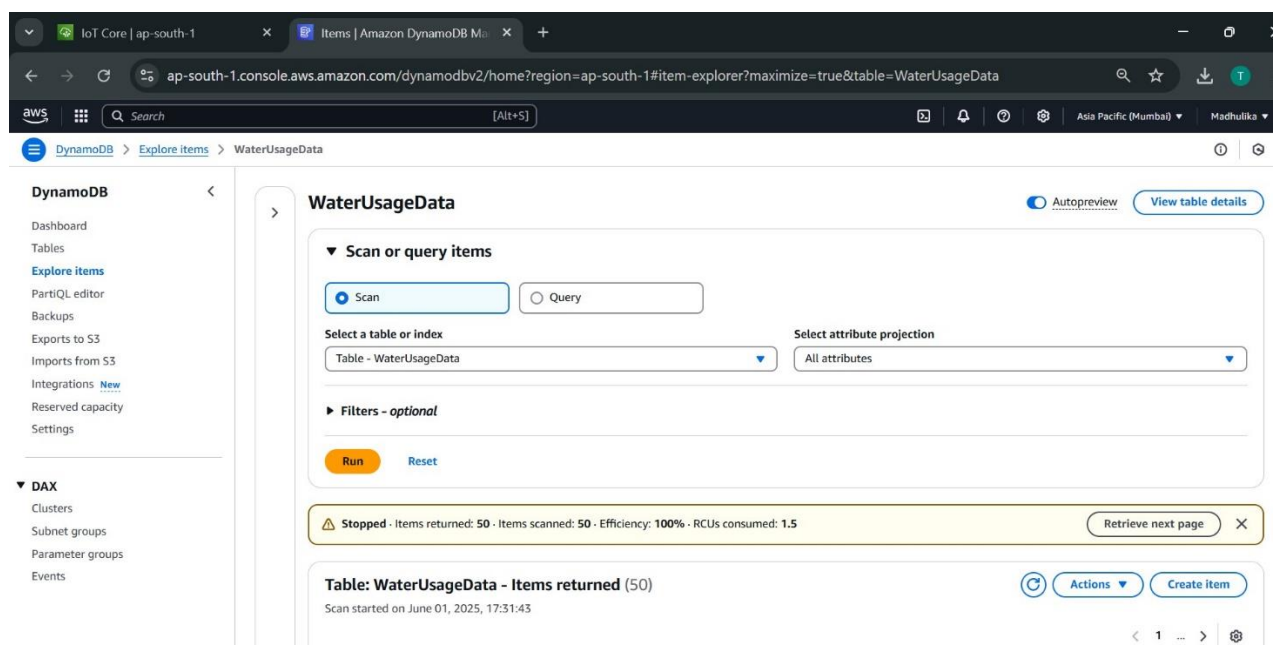 IoT Core | ap-south-1
Items | Amazon DynamoDB Ma
ap-south-1.console.aws.amazon.com/dynamodbv2/home?region=ap-south-1#item-explorer?maximize=true&table=WaterUsageData
T
aws
Search
[Alt+S]
Asia Pacific (Mumbai)
Madhulika
DynamoDB > Explore items > WaterUsageData
DynamoDB
Dashboard
Tables
Explore items
PartiQL editor
Backups
Exports to S3
Imports from S3
Integrations New
Reserved capacity
Settings
DAX
Clusters
Subnet groups
Parameter groups
Events
WaterUsageData
Autopreview
View table details
Scan or query items
Scan
Query
Select a table or index
Select attribute projection
Table - WaterUsageData
All attributes
Filters - optional
Run
Reset
Stopped · Items returned: 50 · Items scanned: 50 · Efficiency: 100% · RCUs consumed: 1.5
Retrieve next page
Table: WaterUsageData - Items returned (50)
Actions
Create item
Scan started on June 01, 2025, 17:31:43
1 ...